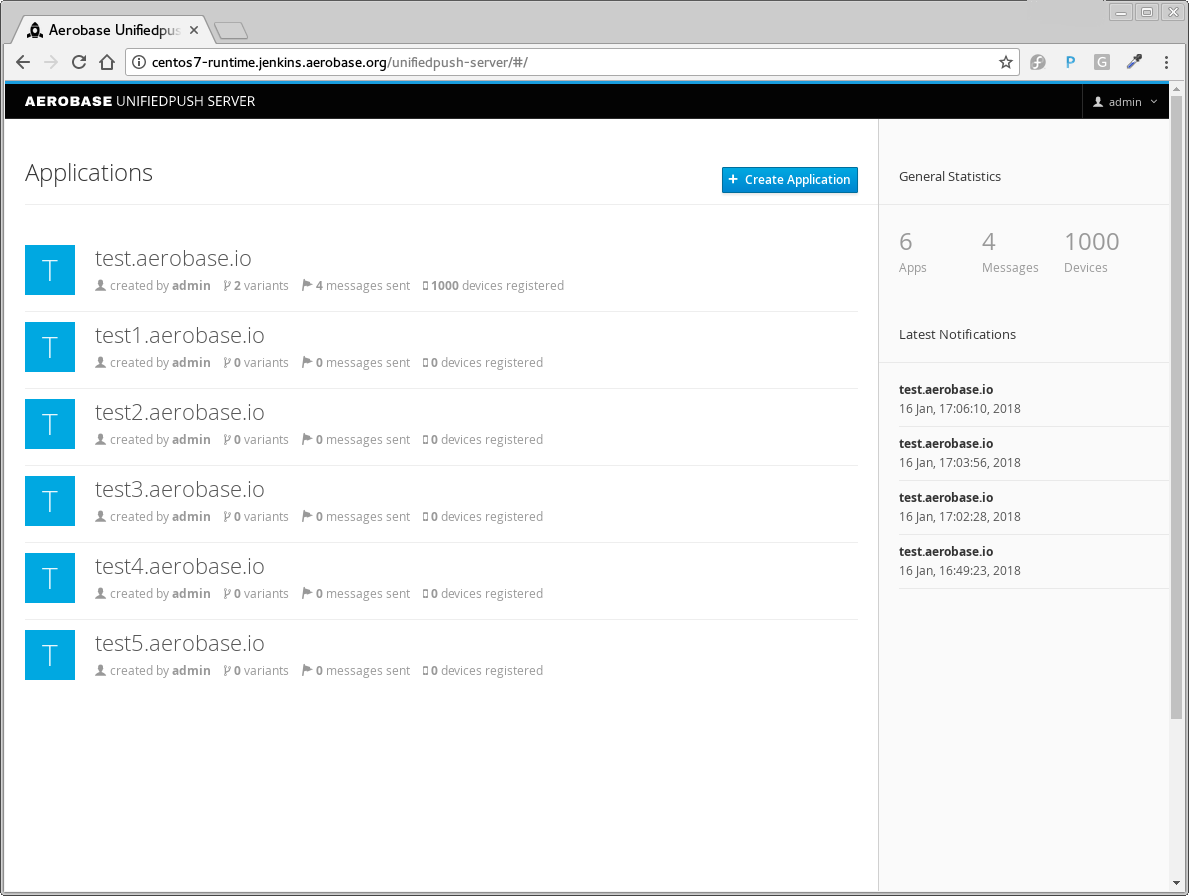 Aerobase Unifiedpus
centos7-runtime.jenkins.aerobase.org/unifiedpush-server/#/
P
G
AEROBASE UNIFIEDPUSH SERVER
admin
Applications
+ Create Application
T
test.aerobase.io
created by admin 2 variants 4 messages sent 1000 devices registered
T
test1.aerobase.io
created by admin 0 variants 0 messages sent 0 devices registered
T
test2.aerobase.io
created by admin 0 variants 0 messages sent 0 devices registered
T
test3.aerobase.io
created by admin 0 variants 0 messages sent 0 devices registered
T
test4.aerobase.io
created by admin 0 variants 0 messages sent 0 devices registered
T
test5.aerobase.io
created by admin 0 variants 0 messages sent 0 devices registered
General Statistics
6 4 1000
Apps Messages Devices
Latest Notifications
test.aerobase.io
16 Jan, 17:06:10, 2018
test.aerobase.io
16 Jan, 17:03:56, 2018
test.aerobase.io
16 Jan, 17:02:28, 2018
test.aerobase.io
16 Jan, 16:49:23, 2018